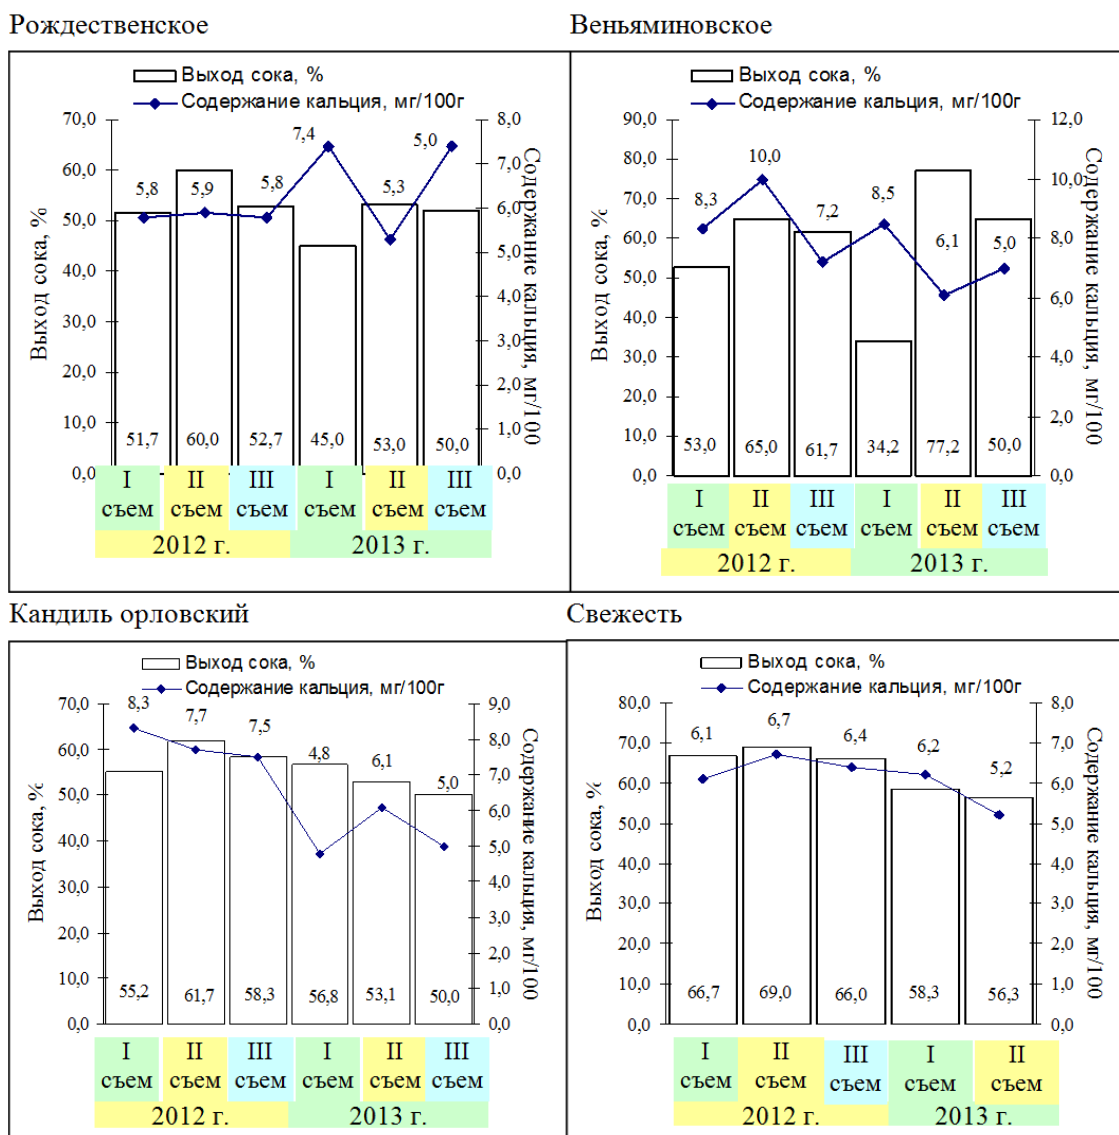 Рождественское
Выход сока, %
Содержание кальция, мг/100г
70,0
60,0
50,0
40,0
30,0
20,0
10,0
0,0
Выход сока, %
5,8
5,9
5,8
7,4
5,3
5,0
51,7
60,0
52,7
45,0
53,0
50,0
8,0
7,0
6,0
5,0
4,0
3,0
2,0
1,0
0,0
Содержание кальция, мг/100
I съем
II съем
III съем
I съем
II съем
III съем
2012 г.
2013 г.
Веньяминовское
Выход сока, %
Содержание кальция, мг/100г
90,0
80,0
70,0
60,0
50,0
40,0
30,0
20,0
10,0
0,0
Выход сока, %
8,3
10,0
7,2
8,5
6,1
5,0
53,0
65,0
61,7
34,2
77,2
50,0
12,0
10,0
8,0
6,0
4,0
2,0
0,0
Содержание кальция, мг/100
I съем
II съем
III съем
I съем
II съем
III съем
2012 г.
2013 г.
Кандиль орловский
Выход сока, %
Содержание кальция, мг/100г
70,0
60,0
50,0
40,0
30,0
20,0
10,0
0,0
Выход сока, %
8,3
7,7
7,5
4,8
6,1
5,0
55,2
61,7
58,3
56,8
53,1
50,0
9,0
8,0
7,0
6,0
5,0
4,0
3,0
2,0
1,0
0,0
Содержание кальция, мг/100
I съем
II съем
III съем
I съем
II съем
III съем
2012 г.
2013 г.
Свежесть
Выход сока, %
Содержание кальция, мг/100г
80,0
70,0
60,0
50,0
40,0
30,0
20,0
10,0
0,0
Выход сока, %
6,1
6,7
6,4
6,2
5,2
66,7
69,0
66,0
58,3
56,3
8,0
7,0
6,0
5,0
4,0
3,0
2,0
1,0
0,0
Содержание кальция, мг/100
I съем
II съем
III съем
I съем
II съем
2012 г.
2013 г.